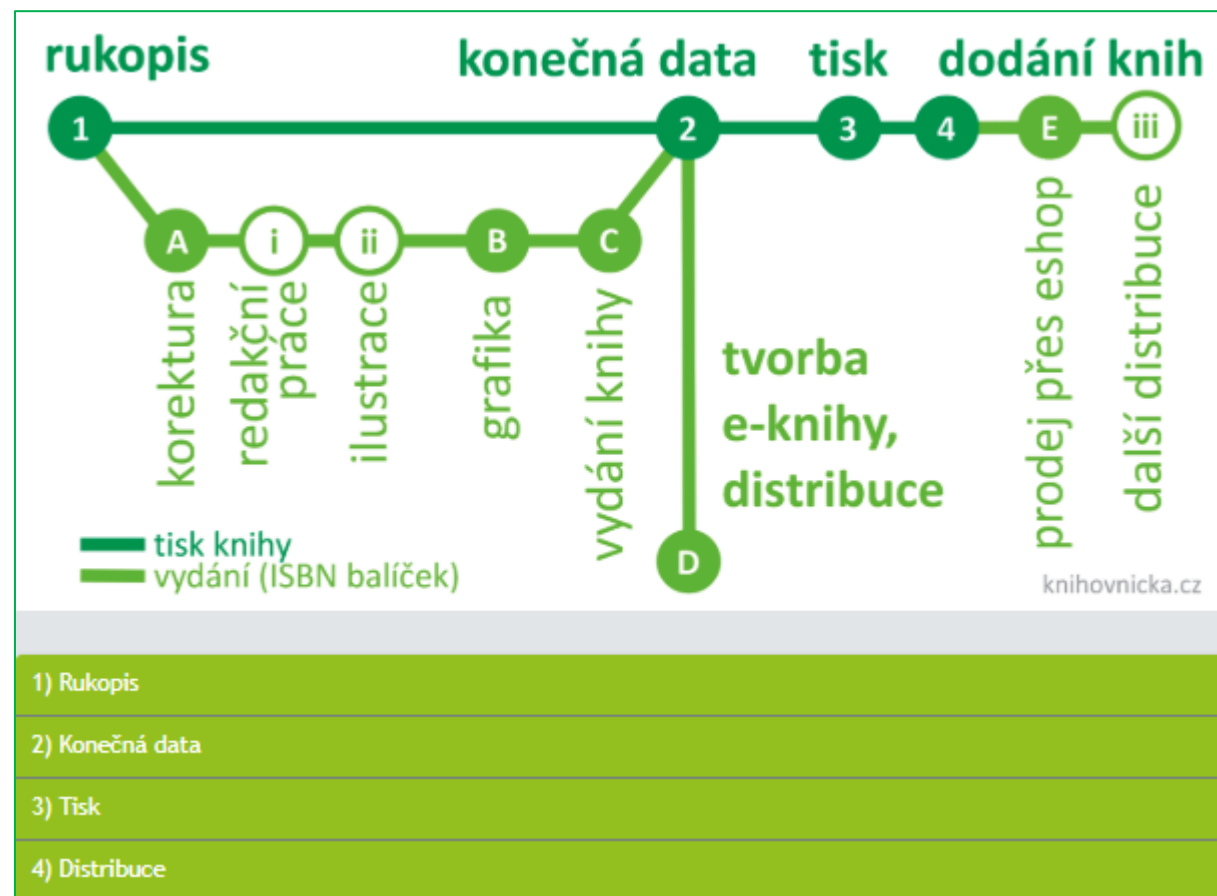 rukopis
konečná data
tisk
dodání knih
1
2
3
4
E
iii
A
i
ii
B
C
korektura
redakční
práce
ilustrace
grafika
vydání knihy
tvorba
e-knihy,
distribuce
D
prodej přes eshop
další distribuce
tisk knihy
vydání (ISBN balíček)
knihovnicka.cz
1) Rukopis
2) Konečná data
3) Tisk
4) Distribuce